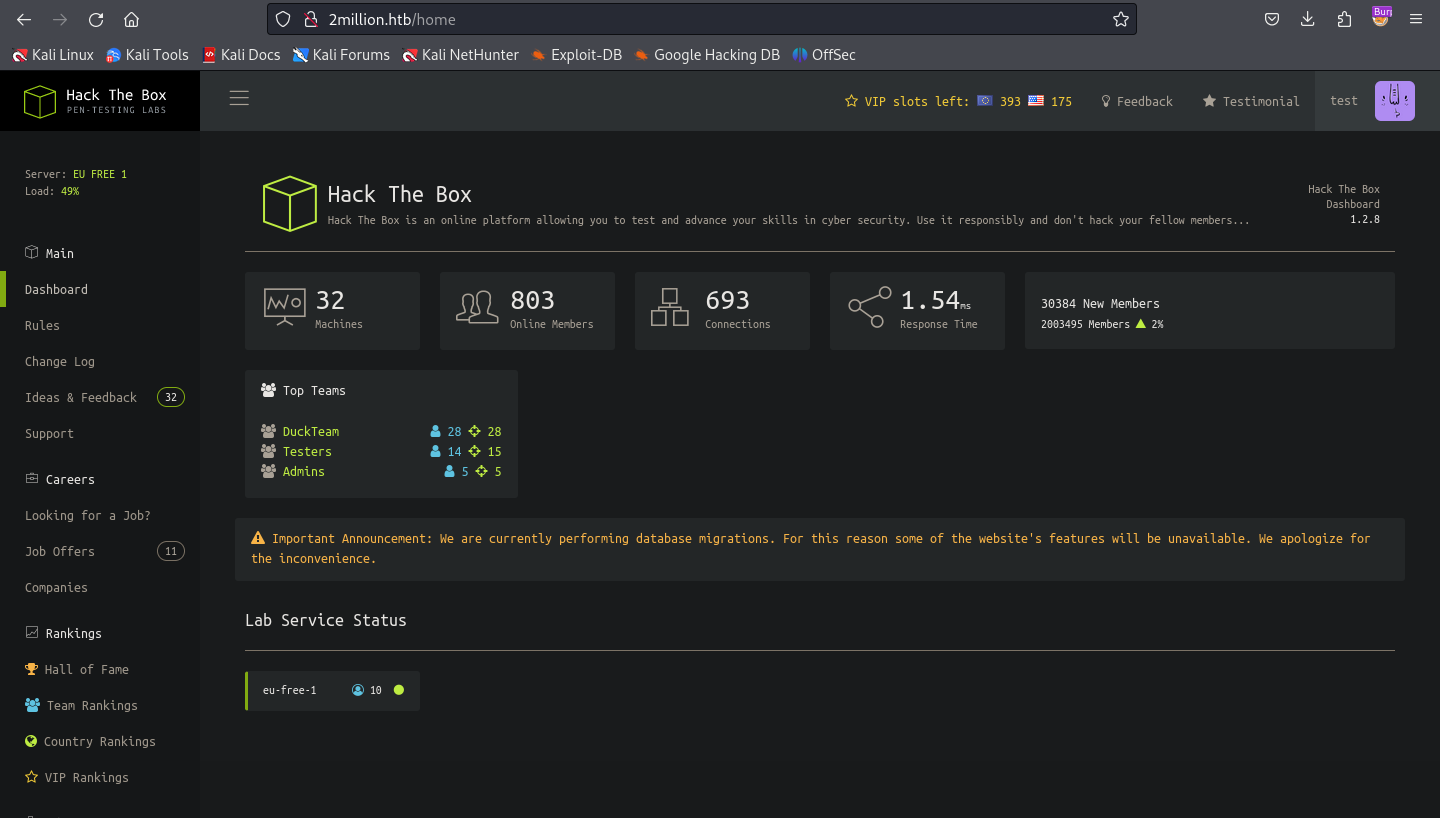 2million.htb/home
Burp
Kali Linux Kali Tools Kali Docs Kali Forums Kali NetHunter Exploit-DB Google Hacking DB OffSec
Hack The Box
PEN-TESTING LABS
VIP slots left: 393 175 Feedback Testimonial test
Server: EU FREE 1
Load: 49%
Main
Dashboard
Rules
Change Log
Ideas & Feedback 32
Support
Careers
Looking for a Job?
Job Offers 11
Companies
Rankings
Hall of Fame
Team Rankings
Country Rankings
VIP Rankings
Hack The Box
Hack The Box is an online platform allowing you to test and advance your skills in cyber security. Use it responsibly and don't hack your fellow members...
Hack The Box
Dashboard
1.2.8
32
Machines
803
Online Members
693
Connections
1.54ms
Response Time
30384 New Members
2003495 Members 2%
Top Teams
DuckTeam 28 28
Testers 14 15
Admins 5 5
Important Announcement: We are currently performing database migrations. For this reason some of the website's features will be unavailable. We apologize for
the inconvenience.
Lab Service Status
eu-free-1 10